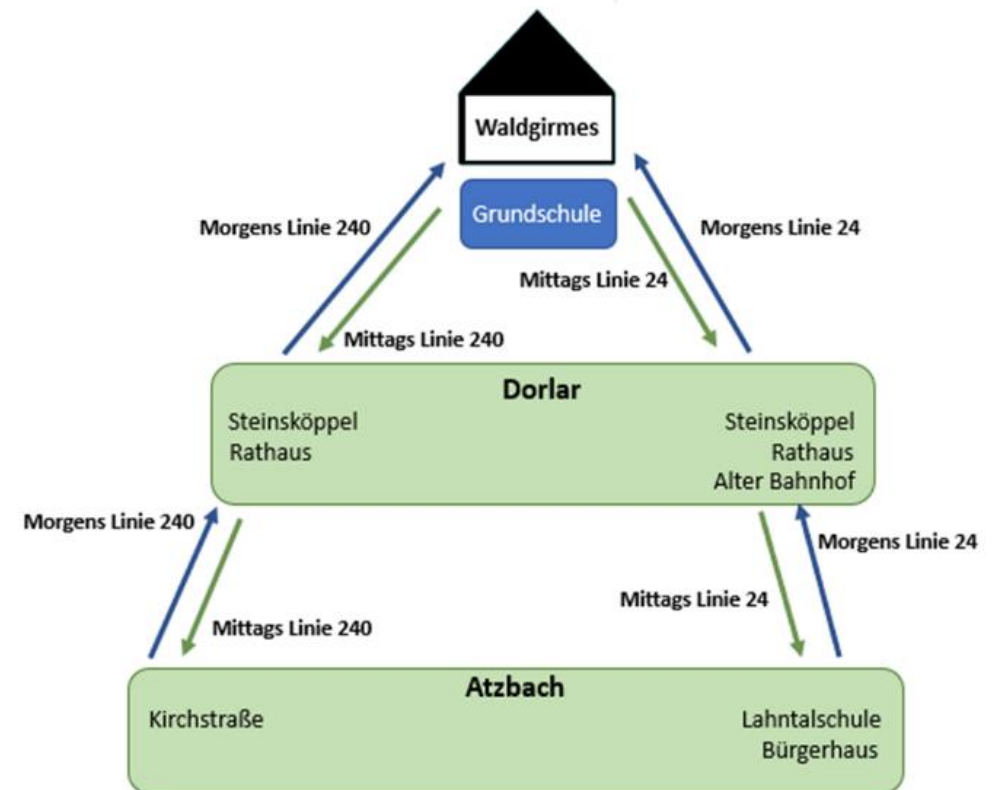 Waldgirmes
Grundschule
Morgens Linie 240
Morgens Linie 24
Mittags Linie 24
Mittags Linie 240
Dorlar
Steinsköppel
Rathaus
Steinsköppel
Rathaus
Alter Bahnhof
Morgens Linie 240
Morgens Linie 24
Mittags Linie 24
Mittags Linie 240
Atzbach
Kirchstraße
Lahntalschule
Bürgerhaus